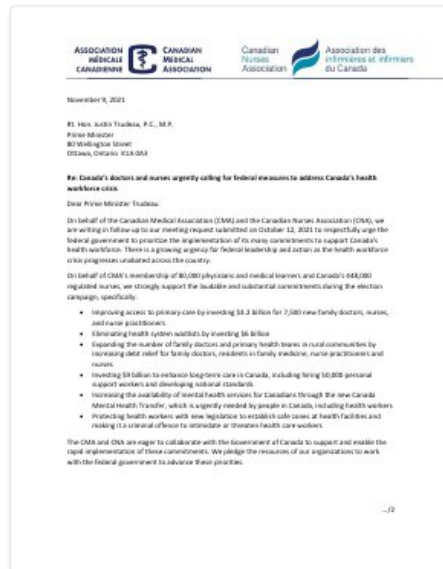 ASSOCIATION
MÉDICALE
CANADIENNE
CANADIAN
MEDICAL
ASSOCIATION
Canadian
Nurses
Association
Association des
infirmières et infirmiers
du Canada
November 9, 2021
Rt. Hon. Justin Trudeau, P.C., M.P.
Prime Minister
80 Wellington Street
Ottawa, Ontario K1A 0A3
Re: Canada's doctors and nurses urgently calling for federal measures to address Canada's health
workforce crisis
Dear Prime Minister Trudeau:
On behalf of the Canadian Medical Association (CMA) and the Canadian Nurses Association (CNA), we
are writing in follow up to our meeting request submitted on October 12, 2021 to respectfully urge the
federal government to prioritize the implementation of its many commitments to support Canada's
health workforce. There is a growing urgency for federal leadership and action as the health workforce
crisis progresses unabated across the country.
On behalf of CMA's membership of 80,000 physicians and medical learners and Canada's 448,000
regulated nurses, we strongly support the laudable and substantial commitments during the election
campaign, specifically:
• Improving access to primary care by investing $3.2 billion for 7,500 new family doctors, nurses,
and nurse practitioners
• Eliminating health system waitlists by investing $6 billion
• Expanding the number of family doctors and primary health teams in rural communities by
increasing debt relief for family doctors, residents in family medicine, nurse practitioners and
nurses
• Investing $9 billion to enhance long-term care in Canada, including hiring 50,000 personal
support workers and developing national standards
• Increasing the availability of mental health services for Canadians through the new Canada
Mental Health Transfer, which is urgently needed by people in Canada, including health workers
• Protecting health workers with new legislation to establish safe zones at health facilities and
making it a criminal offence to intimidate or threaten health care workers
The CMA and CNA are eager to collaborate with the Government of Canada to support and enable the
rapid implementation of these commitments. We pledge the resources of our organizations to work
with the federal government to advance these priorities.
.../2